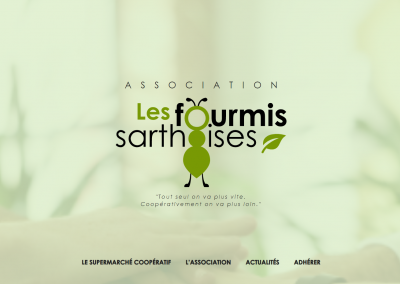 ASSOCIATION
Les fourmis
sarthoises
"Tout seul on va plus vite,
Coopérativement on va plus loin."
LE SUPERMARCHÉ COOPÉRATIF L'ASSOCIATION ACTUALITÉS ADHÉRER